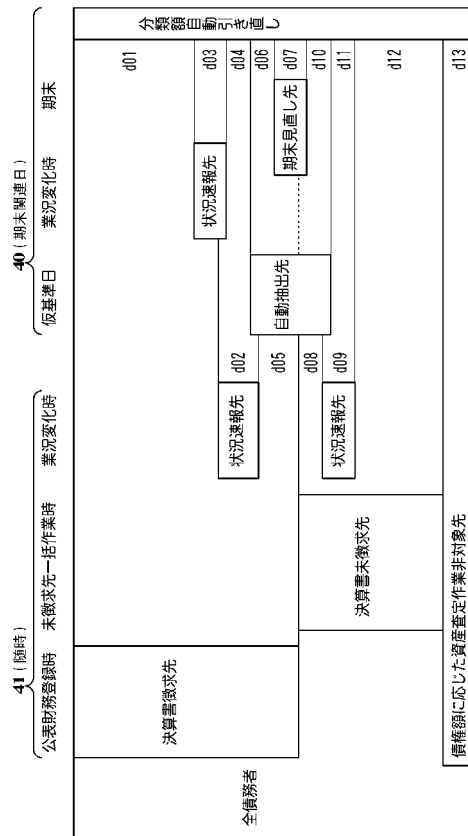 41（随時）
40（期末関連日）
公表財務登録時
未徴求先一括作業時
業況変化時
仮基準日
業況変化時
期末
全債務者
決算書徴求先
決算書未徴求先
債権額に応じた資産査定作業非対象先
状況速報先
d02
d05
d08
状況速報先
d09
自動抽出先
状況速報先
期末見直し先
d01
d03
d04
d06
d07
d10
d11
d12
d13
分類額自動引き直し